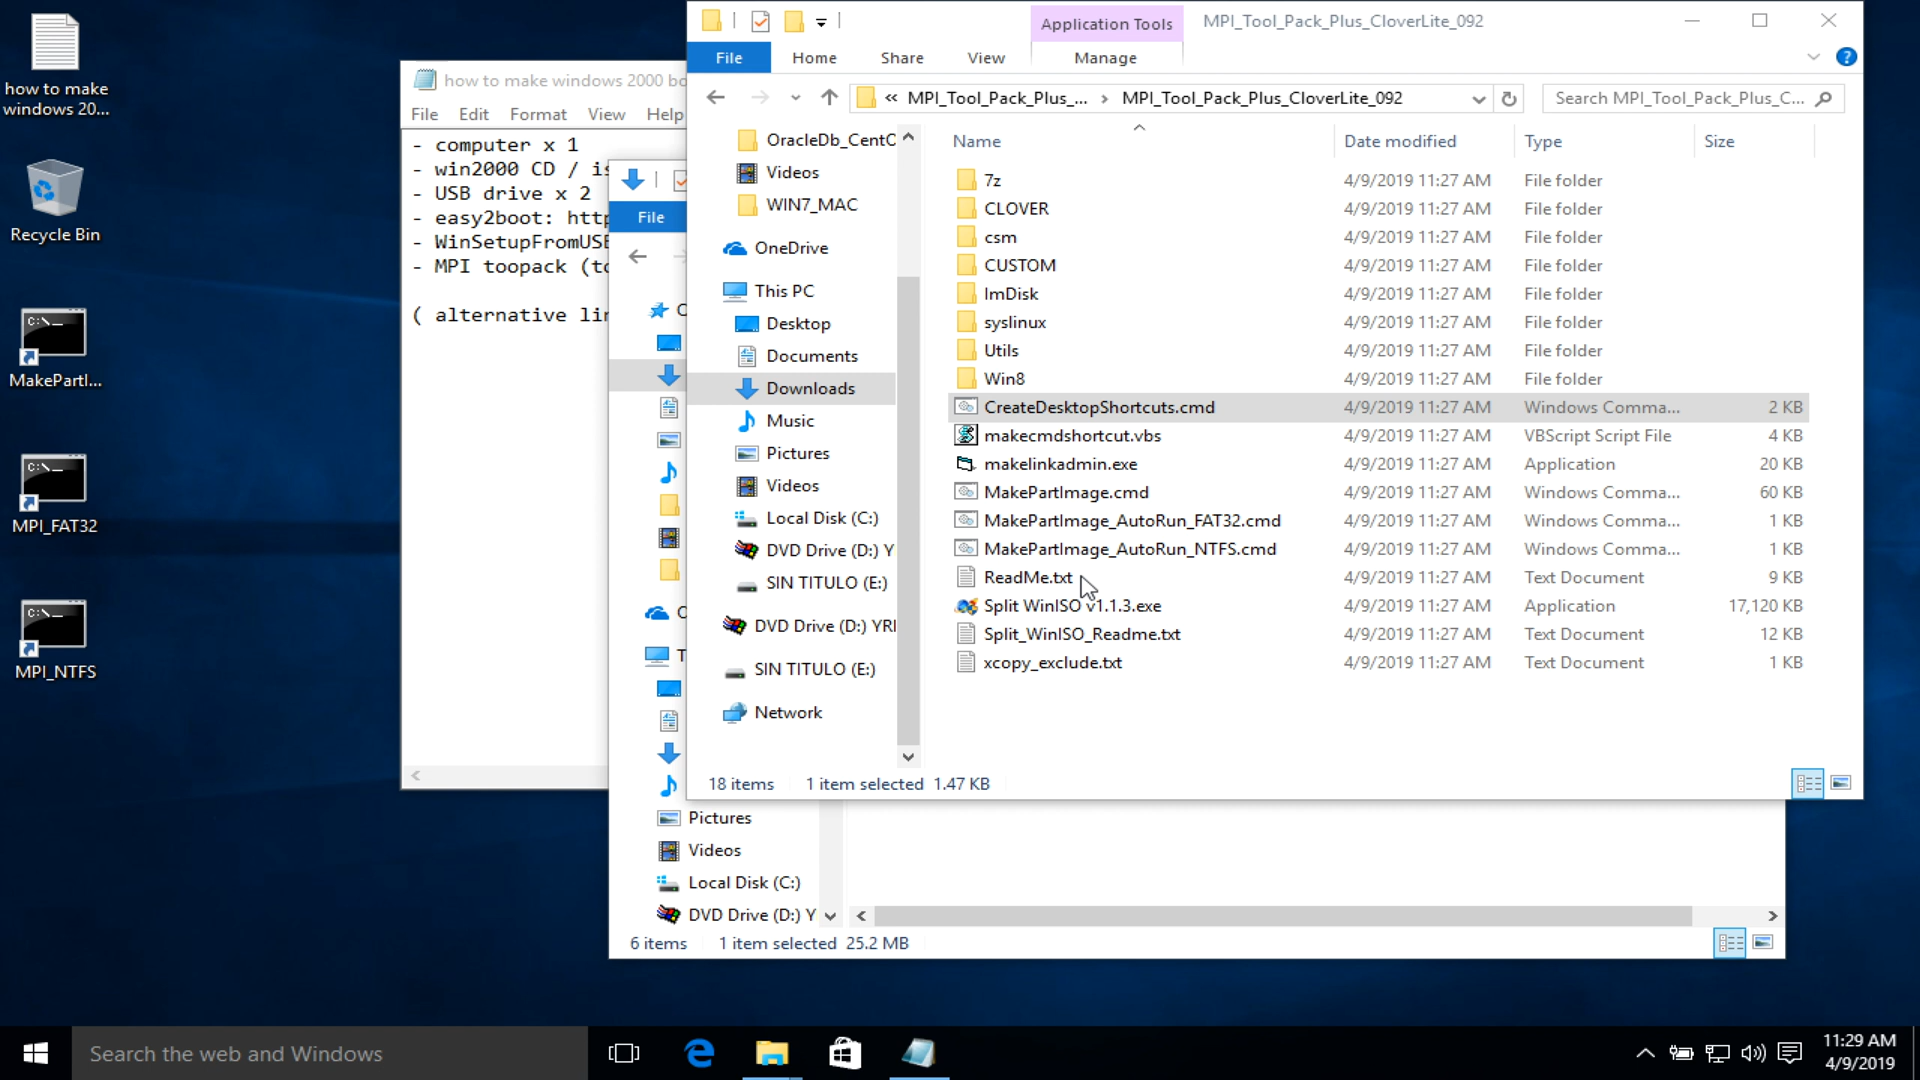 how to make
windows 20...
Recycle Bin
MakePartI...
MPI_FAT32
MPI_NTFS
how to make windows 2000 bo
File Edit Format View Help
- computer x 1
- win2000 CD / is
- USB drive x 2
- easy2boot: http
- WinSetupFromUSB
- MPI toopack (to
( alternative lin
File
Pictures
Videos
Local Disk (C:)
DVD Drive (D:) Y
6 items 1 item selected 25.2 MB
Application Tools MPI_Tool_Pack_Plus_CloverLite_092
File Home Share View Manage
« MPI_Tool_Pack_Plus_... › MPI_Tool_Pack_Plus_CloverLite_092 Search MPI_Tool_Pack_Plus_C...
OracleDb_CentO
Videos
WIN7_MAC
OneDrive
This PC
Desktop
Documents
Downloads
Music
Pictures
Videos
Local Disk (C:)
DVD Drive (D:) Y
SIN TITULO (E:)
DVD Drive (D:) YRI
SIN TITULO (E:)
Network
Name Date modified Type Size
7z 4/9/2019 11:27 AM File folder
CLOVER 4/9/2019 11:27 AM File folder
csm 4/9/2019 11:27 AM File folder
CUSTOM 4/9/2019 11:27 AM File folder
ImDisk 4/9/2019 11:27 AM File folder
syslinux 4/9/2019 11:27 AM File folder
Utils 4/9/2019 11:27 AM File folder
Win8 4/9/2019 11:27 AM File folder
CreateDesktopShortcuts.cmd 4/9/2019 11:27 AM Windows Comma... 2 KB
makecmdshortcut.vbs 4/9/2019 11:27 AM VBScript Script File 4 KB
makelinkadmin.exe 4/9/2019 11:27 AM Application 20 KB
MakePartImage.cmd 4/9/2019 11:27 AM Windows Comma... 60 KB
MakePartImage_AutoRun_FAT32.cmd 4/9/2019 11:27 AM Windows Comma... 1 KB
MakePartImage_AutoRun_NTFS.cmd 4/9/2019 11:27 AM Windows Comma... 1 KB
ReadMe.txt 4/9/2019 11:27 AM Text Document 9 KB
Split WinISO v1.1.3.exe 4/9/2019 11:27 AM Application 17,120 KB
Split_WinISO_Readme.txt 4/9/2019 11:27 AM Text Document 12 KB
xcopy_exclude.txt 4/9/2019 11:27 AM Text Document 1 KB
18 items 1 item selected 1.47 KB
Search the web and Windows
11:29 AM
4/9/2019